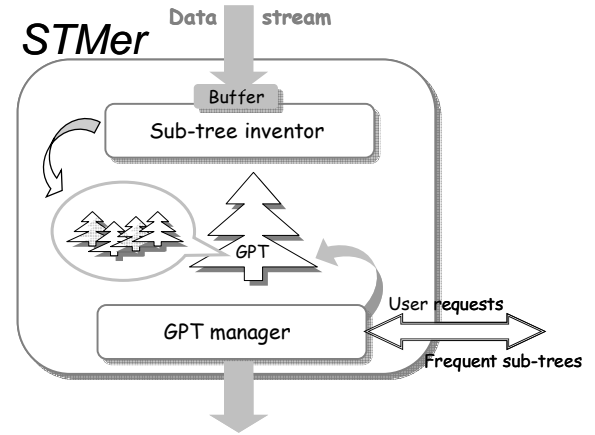 Data stream
STMer
Buffer
Sub-tree inventor
GPT
User requests
GPT manager
Frequent sub-trees